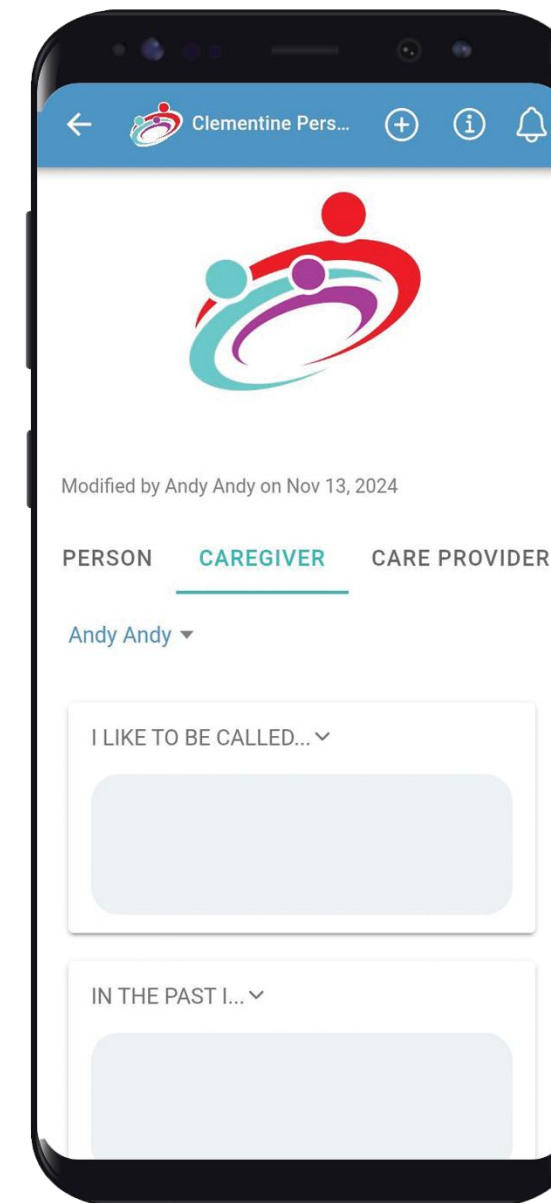 Clementine Pers...
Modified by Andy Andy on Nov 13, 2024
PERSON CAREGIVER CARE PROVIDER
Andy Andy
I LIKE TO BE CALLED...
IN THE PAST I...